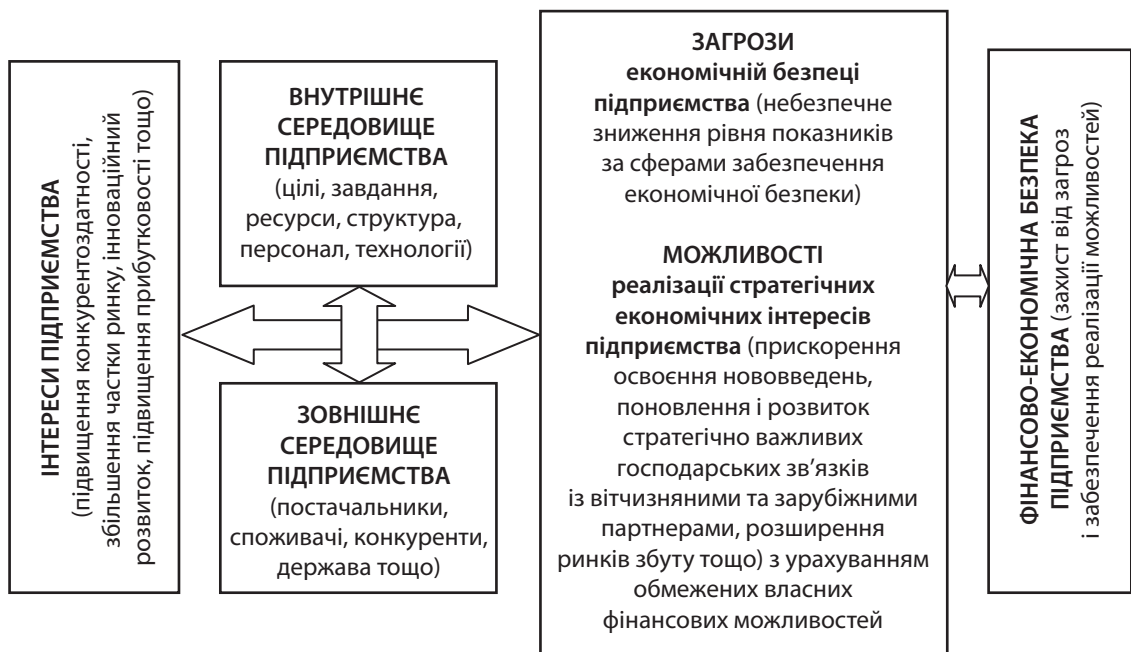 ІНТЕРЕСИ ПІДПРИЄМСТВА
(підвищення конкурентоздатності,
збільшення частки ринку, інноваційний
розвиток, підвищення прибутковості тощо)
ВНУТРІШНЄ
СЕРЕДОВИЩЕ
ПІДПРИЄМСТВА
(цілі, завдання,
ресурси, структура,
персонал, технології)
ЗОВНІШНЄ
СЕРЕДОВИЩЕ
ПІДПРИЄМСТВА
(постачальники,
споживачі, конкуренти,
держава тощо)
ЗАГРОЗИ
економічній безпеці
підприємства (небезпечне
зниження рівня показників
за сферами забезпечення
економічної безпеки)
МОЖЛИВОСТІ
реалізації стратегічних
економічних інтересів
підприємства (прискорення
освоєння нововведень,
поновлення і розвиток
стратегічно важливих
господарських зв’язків
із вітчизняними та зарубіжними
партнерами, розширення
ринків збуту тощо) з урахуванням
обмежених власних
фінансових можливостей
ФІНАНСОВО-ЕКОНОМІЧНА БЕЗПЕКА
ПІДПРИЄМСТВА (захист від загроз
і забезпечення реалізації можливостей)